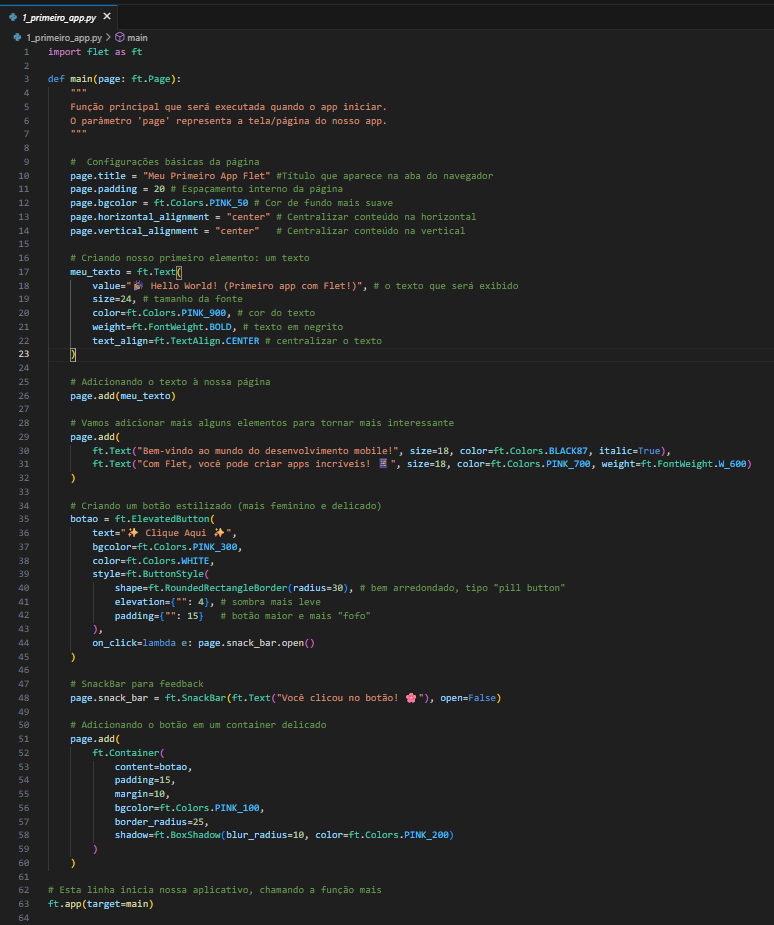 1_primeiro_app.py ×
1_primeiro_app.py > main
1 import flet as ft
2
3 def main(page: ft.Page):
4     """
5     Função principal que será executada quando o app iniciar.
6     O parâmetro 'page' representa a tela/página do nosso app.
7     """
8
9     #  Configurações básicas da página
10     page.title = "Meu Primeiro App Flet" #Título que aparece na aba do navegador
11     page.padding = 20 # Espaçamento interno da página
12     page.bgcolor = ft.Colors.PINK_50 # Cor de fundo mais suave
13     page.horizontal_alignment = "center" # Centralizar conteúdo na horizontal
14     page.vertical_alignment = "center"   # Centralizar conteúdo na vertical
15
16     # Criando nosso primeiro elemento: um texto
17     meu_texto = ft.Text(
18         value="🎉 Hello World! (Primeiro app com Flet!)", # o texto que será exibido
19         size=24, # tamanho da fonte
20         color=ft.Colors.PINK_900, # cor do texto
21         weight=ft.FontWeight.BOLD, # texto em negrito
22         text_align=ft.TextAlign.CENTER # centralizar o texto
23     )
24
25     # Adicionando o texto à nossa página
26     page.add(meu_texto)
27
28     # Vamos adicionar mais alguns elementos para tornar mais interessante
29     page.add(
30         ft.Text("Bem-vindo ao mundo do desenvolvimento mobile!", size=18, color=ft.Colors.BLACK87, italic=True),
31         ft.Text("Com Flet, você pode criar apps incríveis! ", size=18, color=ft.Colors.PINK_700, weight=ft.FontWeight.W_600)
32     )
33
34     # Criando um botão estilizado (mais feminino e delicado)
35     botao = ft.ElevatedButton(
36         text="✨ Clique Aqui ✨",
37         bgcolor=ft.Colors.PINK_300,
38         color=ft.Colors.WHITE,
39         style=ft.ButtonStyle(
40             shape=ft.RoundedRectangleBorder(radius=30), # bem arredondado, tipo "pill button"
41             elevation={"": 4}, # sombra mais leve
42             padding={"": 15}   # botão maior e mais "fofo"
43         ),
44         on_click=lambda e: page.snack_bar.open()
45     )
46
47     # SnackBar para feedback
48     page.snack_bar = ft.SnackBar(ft.Text("Você clicou no botão! 🌸"), open=False)
49
50     # Adicionando o botão em um container delicado
51     page.add(
52         ft.Container(
53             content=botao,
54             padding=15,
55             margin=10,
56             bgcolor=ft.Colors.PINK_100,
57             border_radius=25,
58             shadow=ft.BoxShadow(blur_radius=10, color=ft.Colors.PINK_200)
59         )
60     )
61
62 # Esta linha inicia nossa aplicativo, chamando a função mais
63 ft.app(target=main)
64